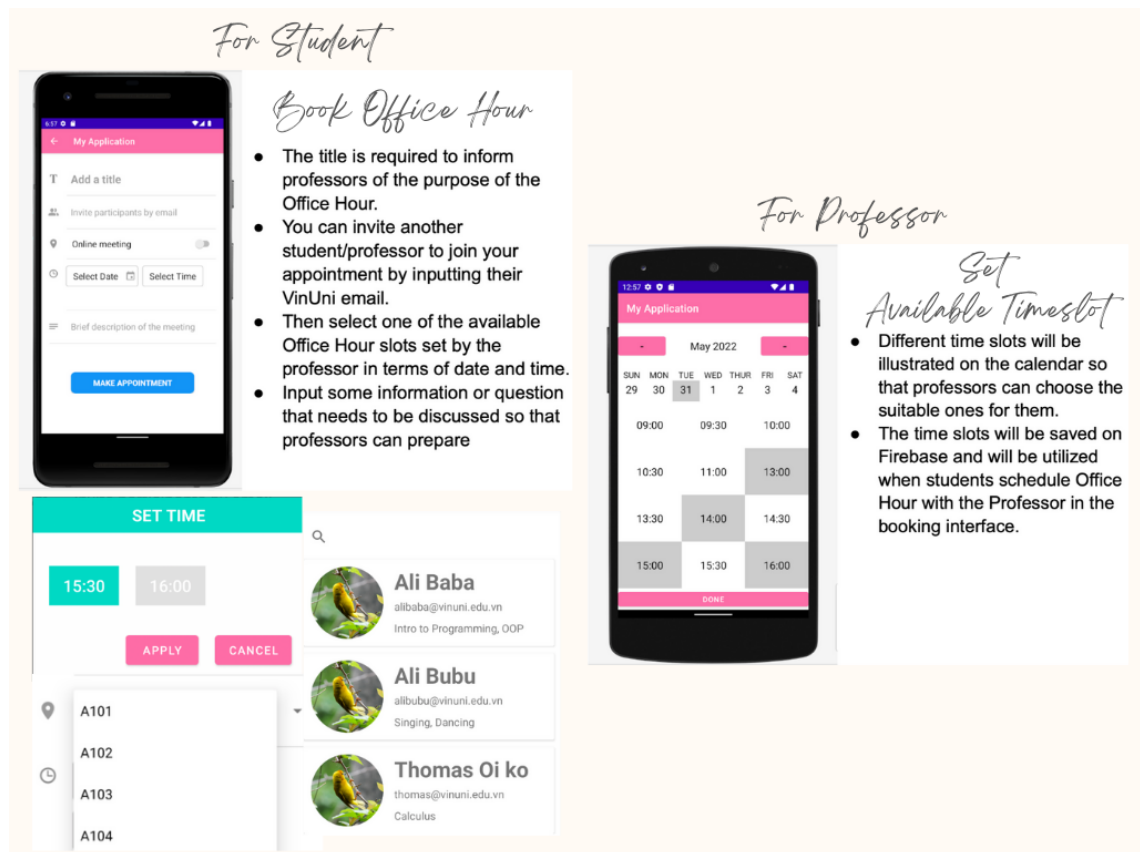 For Student
6:57
My Application
Add a title
Invite participants by email
Online meeting
Select Date
Select Time
Brief description of the meeting
MAKE APPOINTMENT
Book Office Hour
● The title is required to inform
professors of the purpose of the
Office Hour.
● You can invite another
student/professor to join your
appointment by inputting their
VinUni email.
● Then select one of the available
Office Hour slots set by the
professor in terms of date and time.
● Input some information or question
that needs to be discussed so that
professors can prepare
SET TIME
15:30 16:00
APPLY CANCEL
A101
A102
A103
A104
Ali Baba
alibaba@vinuni.edu.vn
Intro to Programming, OOP
Ali Bubu
alibubu@vinuni.edu.vn
Singing, Dancing
Thomas Oi ko
thomas@vinuni.edu.vn
Calculus
For Professor
12:57
My Application
- May 2022 -
SUN MON TUE WED THUR FRI SAT
29 30 31 1 2 3 4
09:00 09:30 10:00
10:30 11:00 13:00
13:30 14:00 14:30
15:00 15:30 16:00
DONE
Set
Available Timeslot
● Different time slots will be
illustrated on the calendar so
that professors can choose the
suitable ones for them.
● The time slots will be saved on
Firebase and will be utilized
when students schedule Office
Hour with the Professor in the
booking interface.